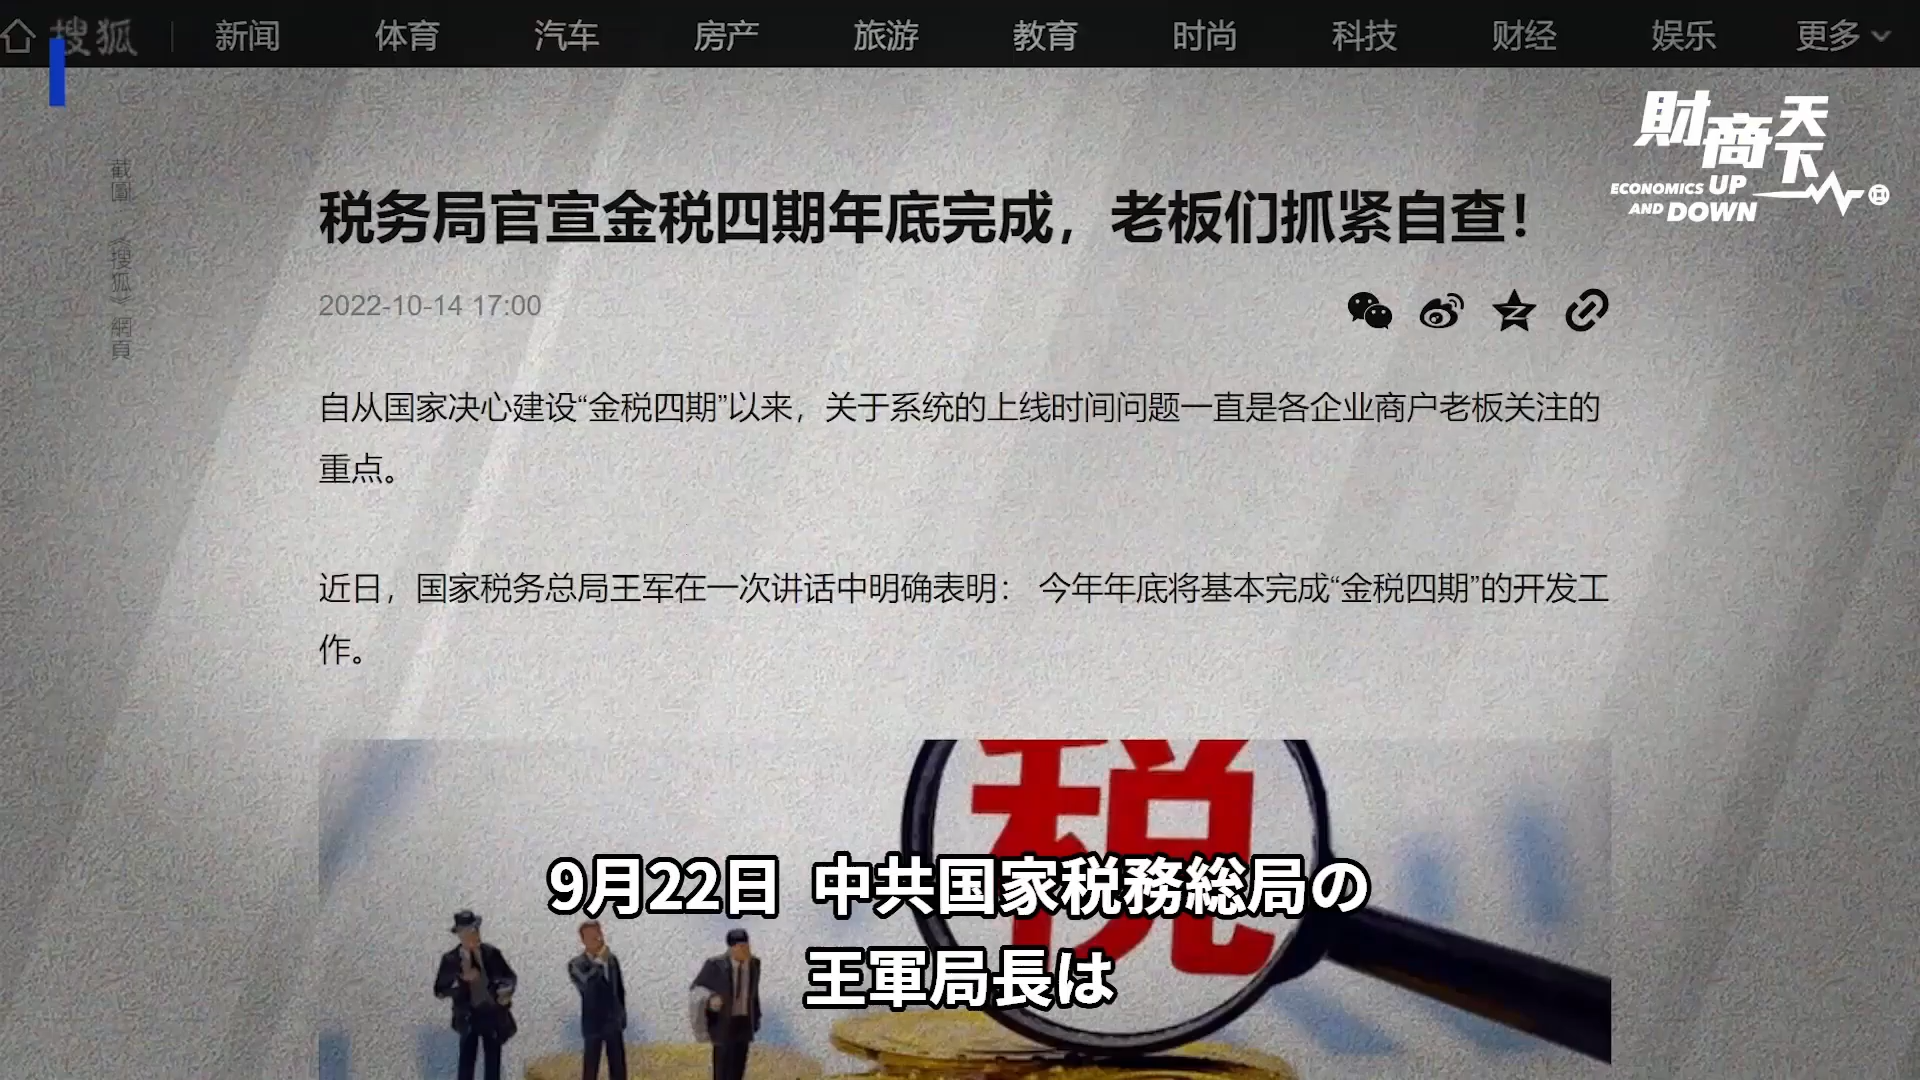 搜狐
新闻
体育
汽车
房产
旅游
教育
时尚
科技
财经
娱乐
更多
財商天下
ECONOMICS UP
AND DOWN
截圖 《搜狐》網頁
税务局官宣金税四期年底完成，老板们抓紧自查！
2022-10-14 17:00
自从国家决心建设“金税四期”以来，关于系统的上线时间问题一直是各企业商户老板关注的
重点。
近日，国家税务总局王军在一次讲话中明确表明： 今年年底将基本完成“金税四期”的开发工
作。
税
9月22日 中共国家税務総局の
王軍局長は